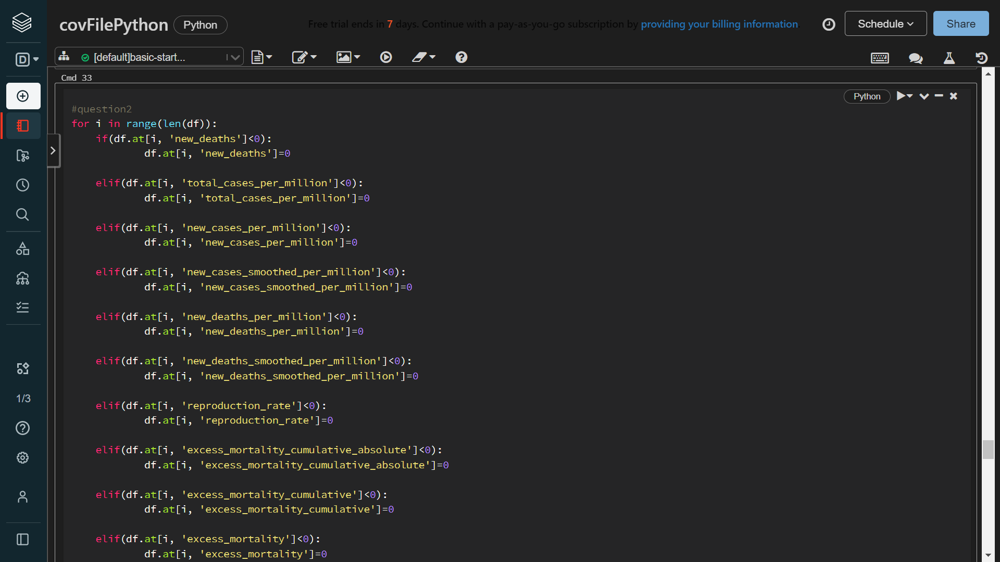 covFilePython
Python
Free trial ends in 7 days. Continue with a pay-as-you-go subscription by providing your billing information.
Schedule
Share
D
[default]basic-start...
Cmd 33
Python
#question2
for i in range(len(df)):
    if(df.at[i, 'new_deaths']<0):
            df.at[i, 'new_deaths']=0
    elif(df.at[i, 'total_cases_per_million']<0):
            df.at[i, 'total_cases_per_million']=0
    elif(df.at[i, 'new_cases_per_million']<0):
            df.at[i, 'new_cases_per_million']=0
    elif(df.at[i, 'new_cases_smoothed_per_million']<0):
            df.at[i, 'new_cases_smoothed_per_million']=0
    elif(df.at[i, 'new_deaths_per_million']<0):
            df.at[i, 'new_deaths_per_million']=0
    elif(df.at[i, 'new_deaths_smoothed_per_million']<0):
            df.at[i, 'new_deaths_smoothed_per_million']=0
    elif(df.at[i, 'reproduction_rate']<0):
            df.at[i, 'reproduction_rate']=0
    elif(df.at[i, 'excess_mortality_cumulative_absolute']<0):
            df.at[i, 'excess_mortality_cumulative_absolute']=0
    elif(df.at[i, 'excess_mortality_cumulative']<0):
            df.at[i, 'excess_mortality_cumulative']=0
    elif(df.at[i, 'excess_mortality']<0):
            df.at[i, 'excess_mortality']=0
1/3